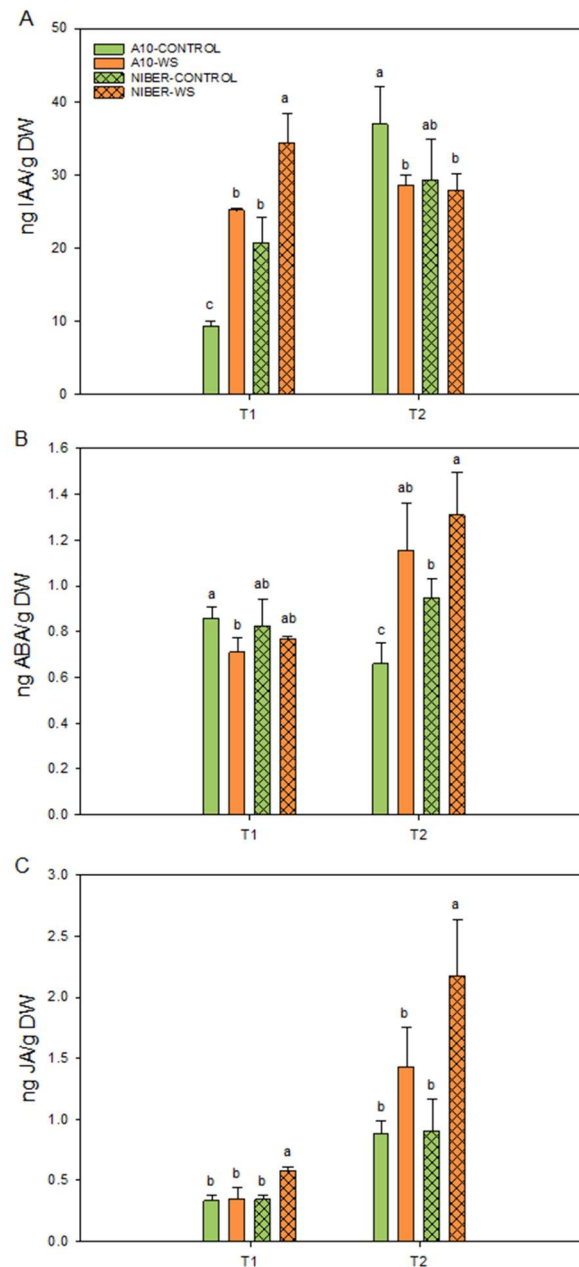 A
ng IAA/g DW
50
40
30
20
10
0
A10-CONTROL
A10-WS
NIBER-CONTROL
NIBER-WS
c
b
b
a
a
b
ab
b
T1
T2
B
ng ABA/g DW
1.6
1.4
1.2
1.0
0.8
0.6
0.4
0.2
0.0
a
b
ab
ab
c
ab
b
a
T1
T2
C
ng JA/g DW
3.0
2.5
2.0
1.5
1.0
0.5
0.0
b
b
b
a
b
b
b
a
T1
T2